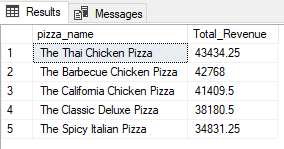 Results Messages
pizza_name Total_Revenue
1 The Thai Chicken Pizza 43434.25
2 The Barbecue Chicken Pizza 42768
3 The California Chicken Pizza 41409.5
4 The Classic Deluxe Pizza 38180.5
5 The Spicy Italian Pizza 34831.25